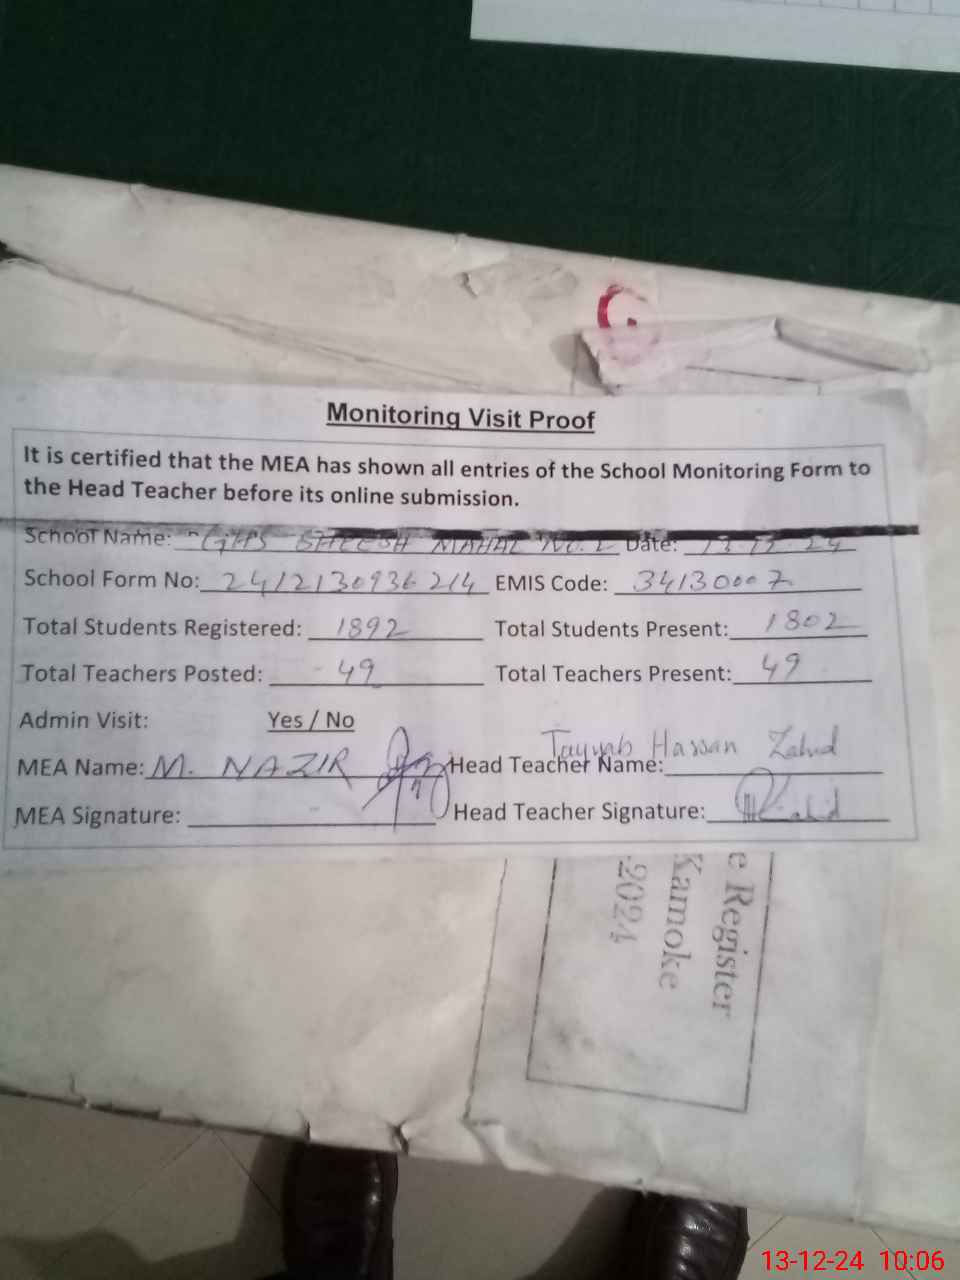 Monitoring Visit Proof
It is certified that the MEA has shown all entries of the School Monitoring Form to
the Head Teacher before its online submission.
School Name: GHS SHEESH MAHAL NO. 2 Date: 13-12-24
School Form No: 2412130936214 EMIS Code: 34130007
Total Students Registered: 1892 Total Students Present: 1802
Total Teachers Posted: 49 Total Teachers Present: 49
Admin Visit: Yes / No
MEA Name: M. NAZIR Head Teacher Name: Tayyab Hassan Zahid
MEA Signature: Head Teacher Signature: Zahid
e Register
Kamoke
-2024
13-12-24 10:06